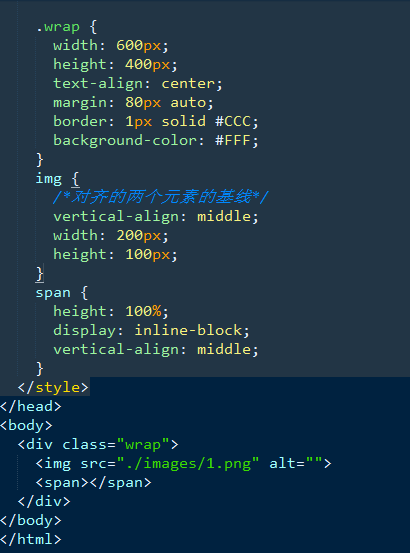 .wrap {
width: 600px;
height: 400px;
text-align: center;
margin: 80px auto;
border: 1px solid #CCC;
background-color: #FFF;
}
img {
/*对齐的两个元素的基线*/
vertical-align: middle;
width: 200px;
height: 100px;
}
span {
height: 100%;
display: inline-block;
vertical-align: middle;
}
</style>
</head>
<body>
<div class="wrap">
<img src="./images/1.png" alt="">
<span></span>
</div>
</body>
</html>